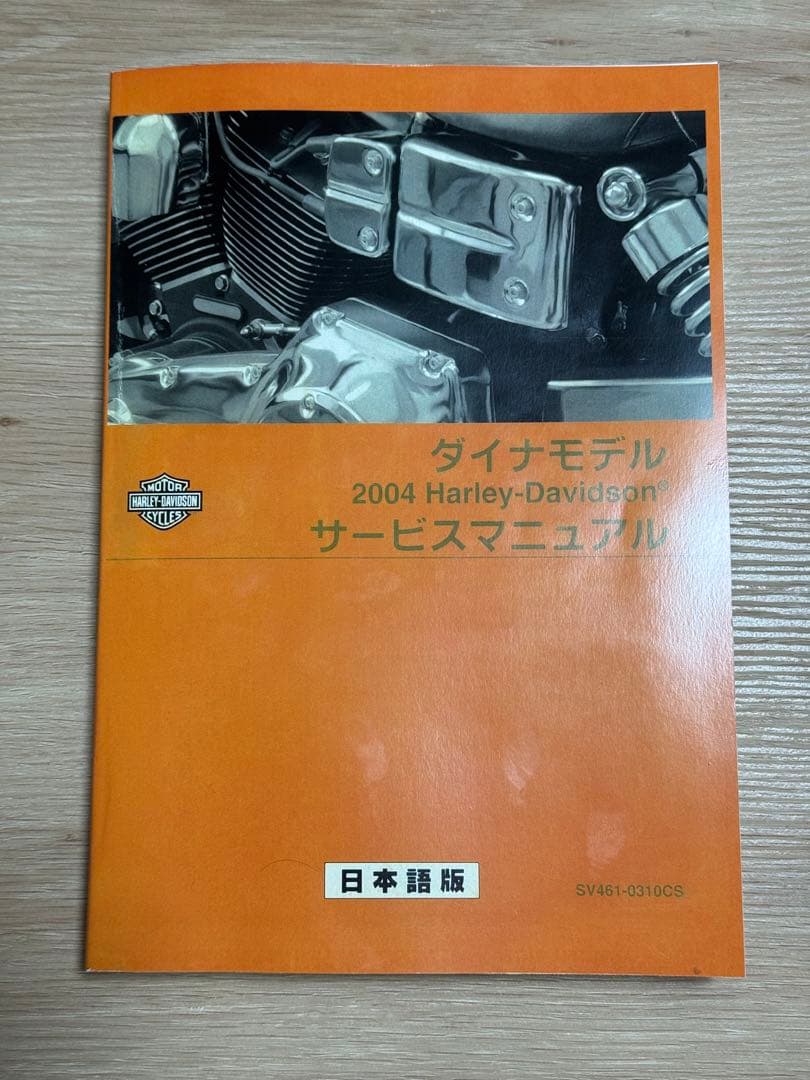 ダイナモデル
2004 Harley-Davidson®
サービスマニュアル
MOTOR
HARLEY-DAVIDSON
CYCLES
日本語版
SV461-0310CS